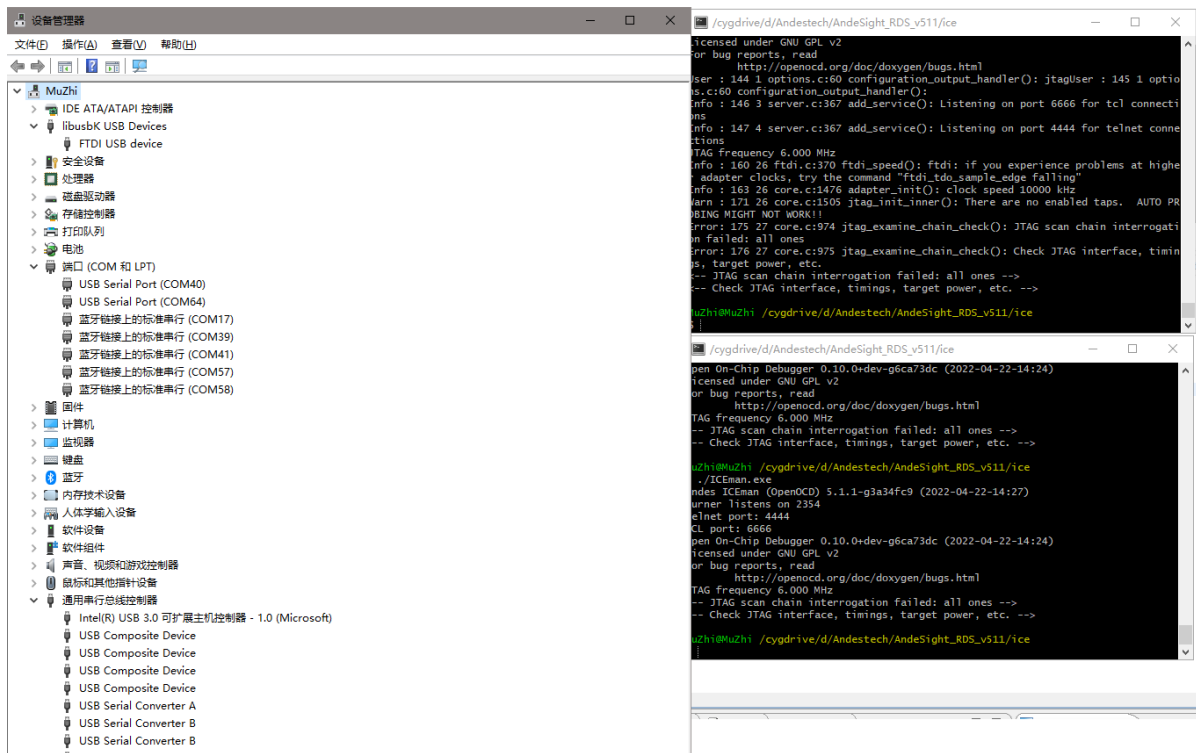 设备管理器
文件(F) 操作(A) 查看(V) 帮助(H)
MuZhi
IDE ATA/ATAPI 控制器
libusbK USB Devices
FTDI USB device
安全设备
处理器
磁盘驱动器
存储控制器
打印队列
电池
端口 (COM 和 LPT)
USB Serial Port (COM40)
USB Serial Port (COM64)
蓝牙链接上的标准串行 (COM17)
蓝牙链接上的标准串行 (COM39)
蓝牙链接上的标准串行 (COM41)
蓝牙链接上的标准串行 (COM57)
蓝牙链接上的标准串行 (COM58)
固件
计算机
监视器
键盘
蓝牙
内存技术设备
人体学输入设备
软件设备
软件组件
声音、视频和游戏控制器
鼠标和其他指针设备
通用串行总线控制器
Intel(R) USB 3.0 可扩展主机控制器 - 1.0 (Microsoft)
USB Composite Device
USB Composite Device
USB Composite Device
USB Composite Device
USB Serial Converter A
USB Serial Converter B
USB Serial Converter B
/cygdrive/d/Andestech/AndeSight_RDS_v511/ice
icensed under GNU GPL v2
For bug reports, read
http://openocd.org/doc/doxygen/bugs.html
User : 144 1 options.c:60 configuration_output_handler(): jtagUser : 145 1 optio
ns.c:60 configuration_output_handler():
Info : 146 3 server.c:367 add_service(): Listening on port 6666 for tcl connecti
ons
Info : 147 4 server.c:367 add_service(): Listening on port 4444 for telnet conne
ctions
JTAG frequency 6.000 MHz
Info : 160 26 ftdi.c:370 ftdi_speed(): ftdi: if you experience problems at highe
r adapter clocks, try the command "ftdi_tdo_sample_edge falling"
Info : 163 26 core.c:1476 adapter_init(): clock speed 10000 kHz
Warn : 171 26 core.c:1505 jtag_init_inner(): There are no enabled taps.  AUTO PR
OBING MIGHT NOT WORK!!
Error: 175 27 core.c:974 jtag_examine_chain_check(): JTAG scan chain interrogati
on failed: all ones
Error: 176 27 core.c:975 jtag_examine_chain_check(): Check JTAG interface, timin
gs, target power, etc.
<-- JTAG scan chain interrogation failed: all ones -->
<-- Check JTAG interface, timings, target power, etc. -->
MuZhi@MuZhi /cygdrive/d/Andestech/AndeSight_RDS_v511/ice
$
/cygdrive/d/Andestech/AndeSight_RDS_v511/ice
pen On-Chip Debugger 0.10.0+dev-g6ca73dc (2022-04-22-14:24)
icensed under GNU GPL v2
or bug reports, read
http://openocd.org/doc/doxygen/bugs.html
TAG frequency 6.000 MHz
-- JTAG scan chain interrogation failed: all ones -->
-- Check JTAG interface, timings, target power, etc. -->
uZhi@MuZhi /cygdrive/d/Andestech/AndeSight_RDS_v511/ice
./ICEman.exe
ndes ICEman (OpenOCD) 5.1.1-g3a34fc9 (2022-04-22-14:27)
urner listens on 2354
elnet port: 4444
CL port: 6666
pen On-Chip Debugger 0.10.0+dev-g6ca73dc (2022-04-22-14:24)
icensed under GNU GPL v2
or bug reports, read
http://openocd.org/doc/doxygen/bugs.html
TAG frequency 6.000 MHz
-- JTAG scan chain interrogation failed: all ones -->
-- Check JTAG interface, timings, target power, etc. -->
uZhi@MuZhi /cygdrive/d/Andestech/AndeSight_RDS_v511/ice